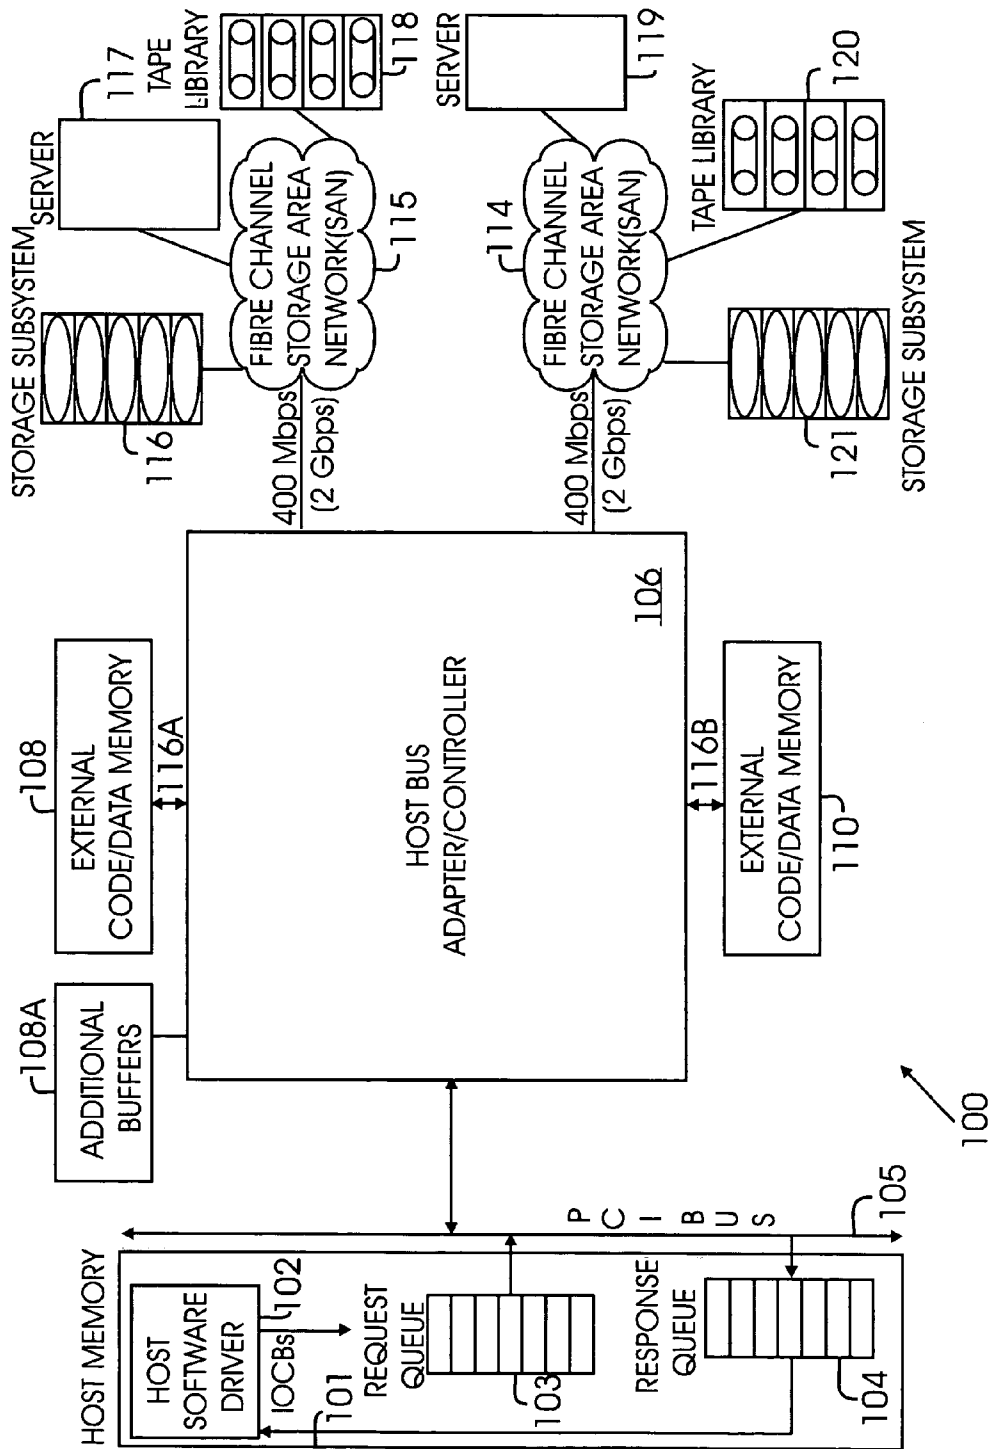 HOST MEMORY
HOST
SOFTWARE
DRIVER
102
IOCBs
101
REQUEST
QUEUE
103
RESPONSE
QUEUE
104
PCI BUS
105
ADDITIONAL
BUFFERS
108A
EXTERNAL
CODE/DATA MEMORY
108
116A
HOST BUS
ADAPTER/CONTROLLER
106
116B
EXTERNAL
CODE/DATA MEMORY
110
400 Mbps
(2 Gbps)
400 Mbps
(2 Gbps)
STORAGE SUBSYSTEM
116
SERVER
117
TAPE
LIBRARY
118
FIBRE CHANNEL
STORAGE AREA
NETWORK(SAN)
115
SERVER
119
FIBRE CHANNEL
STORAGE AREA
NETWORK(SAN)
114
TAPE LIBRARY
120
STORAGE SUBSYSTEM
121
100